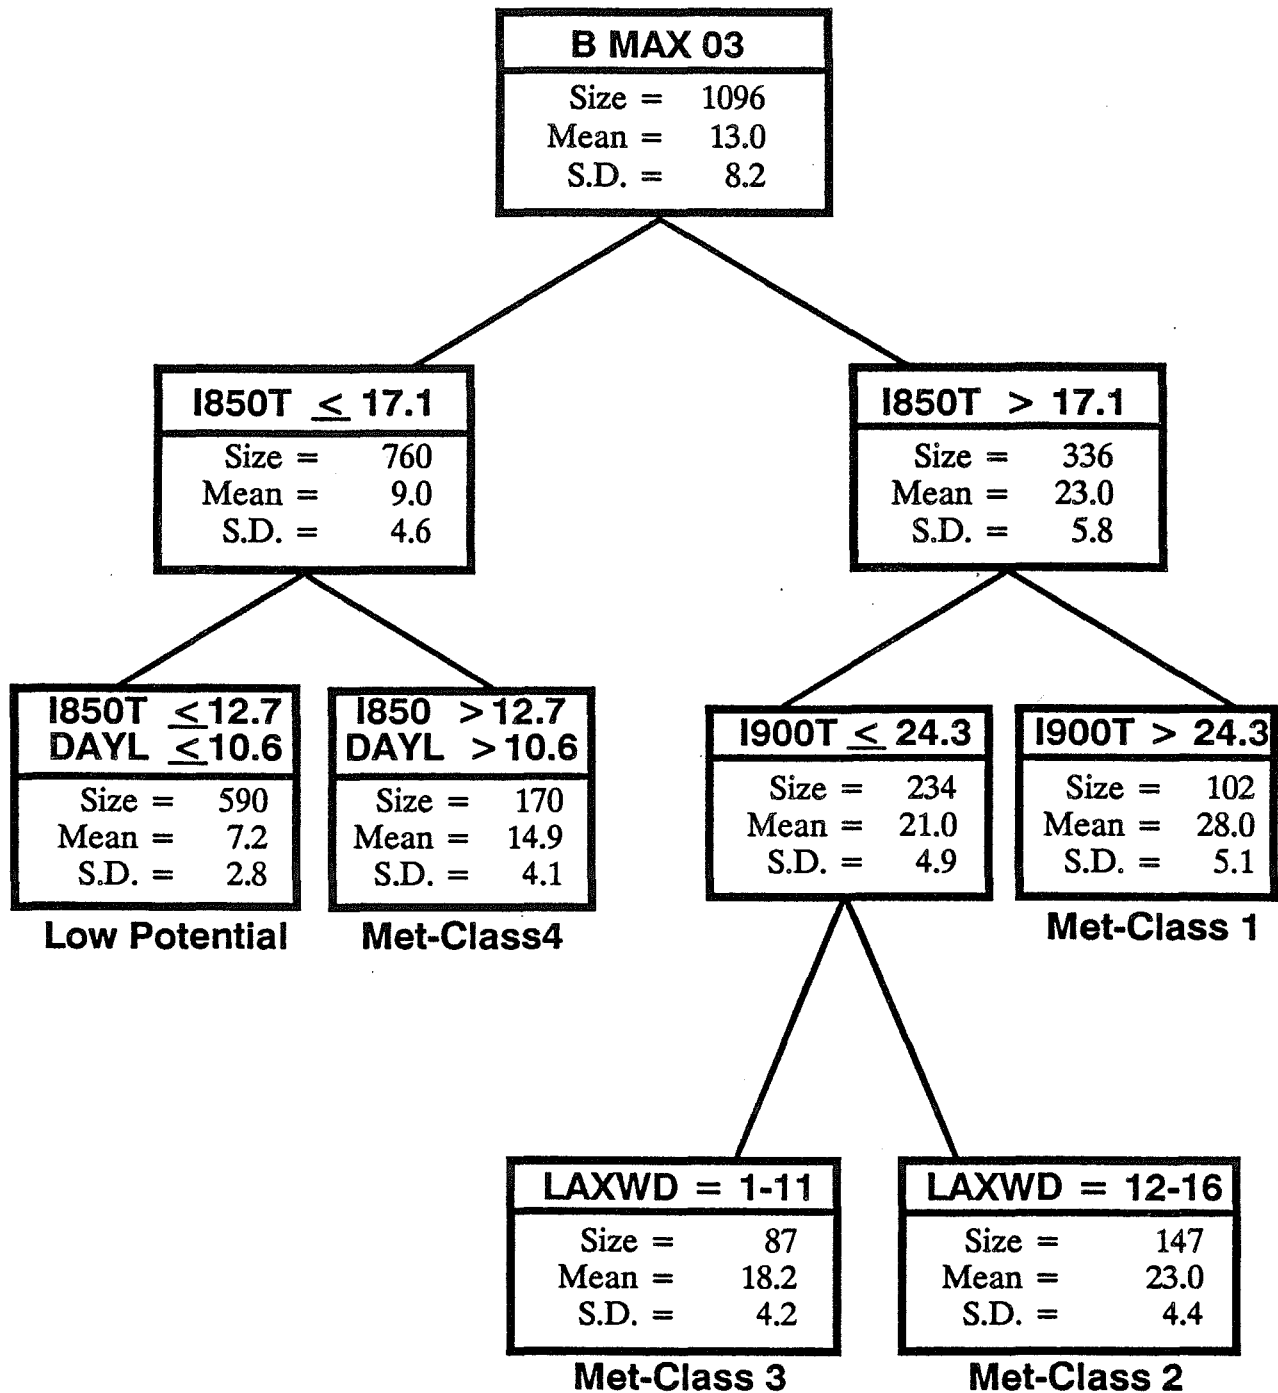 B MAX 03
Size = 1096
Mean = 13.0
S.D. = 8.2
I850T ≤ 17.1
Size = 760
Mean = 9.0
S.D. = 4.6
I850T > 17.1
Size = 336
Mean = 23.0
S.D. = 5.8
I850T ≤12.7
DAYL ≤10.6
Size = 590
Mean = 7.2
S.D. = 2.8
Low Potential
I850 >12.7
DAYL >10.6
Size = 170
Mean = 14.9
S.D. = 4.1
Met-Class4
I900T ≤ 24.3
Size = 234
Mean = 21.0
S.D. = 4.9
I900T > 24.3
Size = 102
Mean = 28.0
S.D. = 5.1
Met-Class 1
LAXWD = 1-11
Size = 87
Mean = 18.2
S.D. = 4.2
Met-Class 3
LAXWD = 12-16
Size = 147
Mean = 23.0
S.D. = 4.4
Met-Class 2